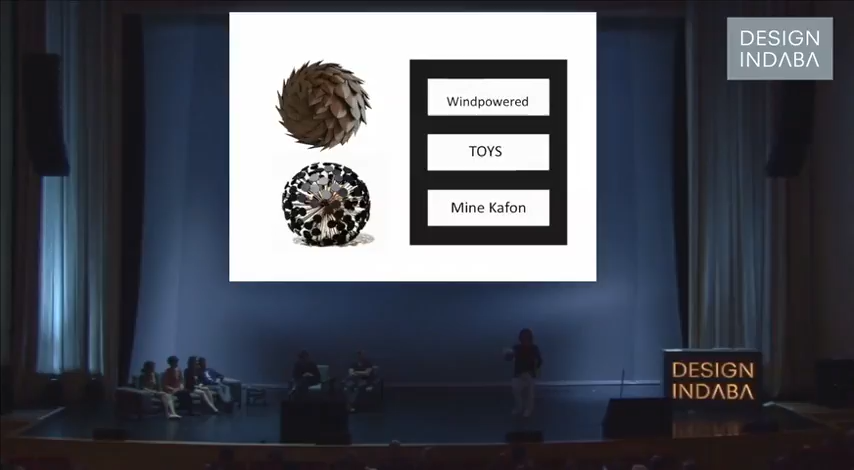 DESIGN
INDABA
Windpowered
TOYS
Mine Kafon
DESIGN
INDABA